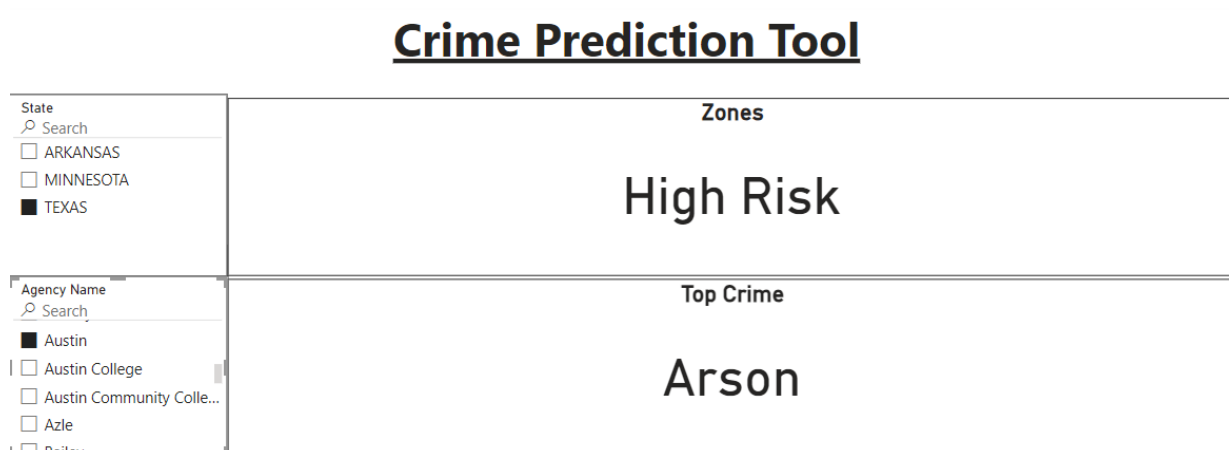 Crime Prediction Tool
State
Search
ARKANSAS
MINNESOTA
TEXAS
Zones
High Risk
Agency Name
Search
Austin
Austin College
Austin Community Colle...
Azle
Top Crime
Arson